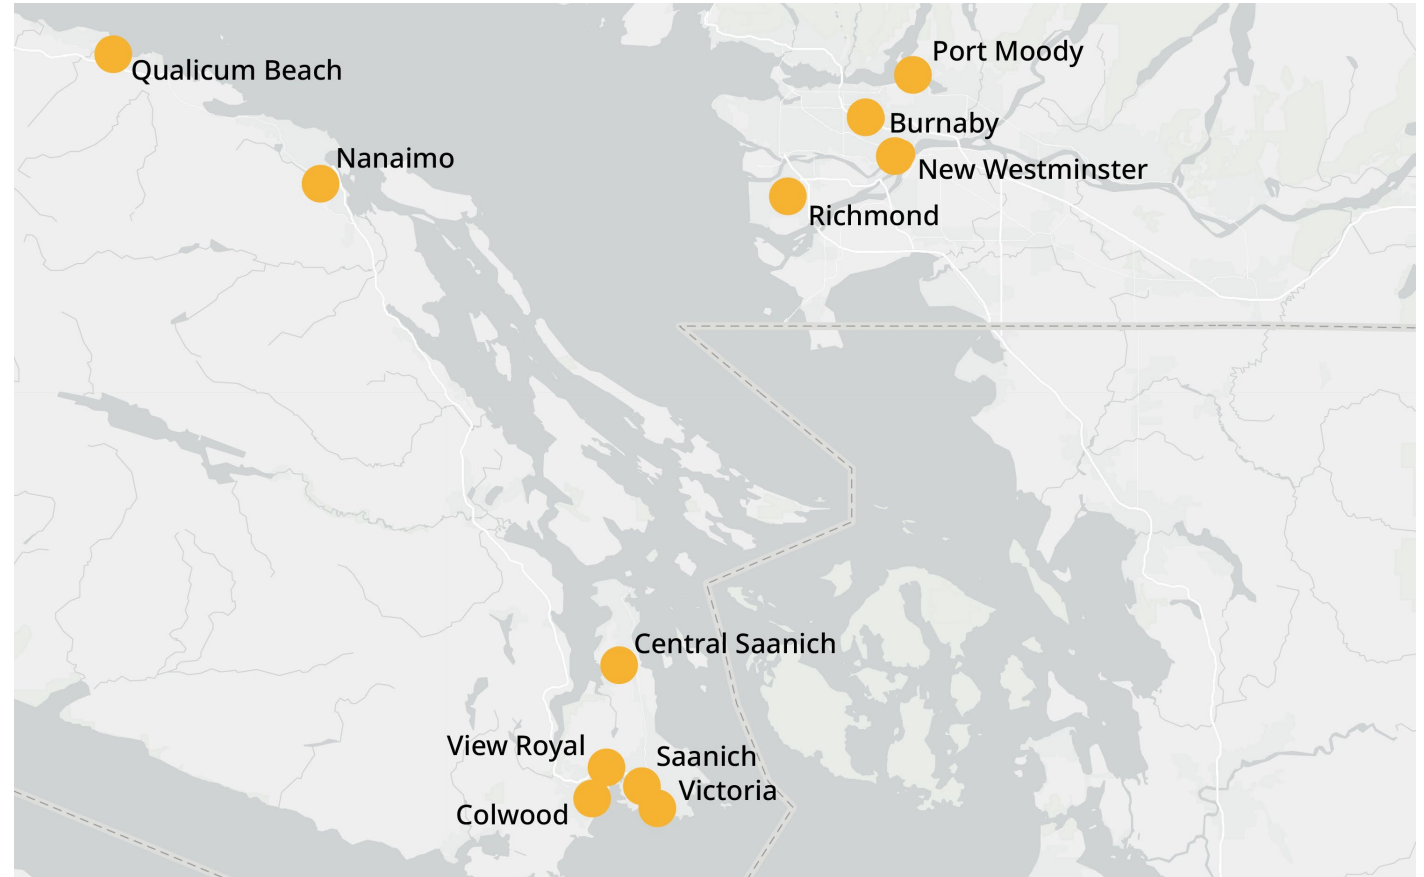 Port Moody
Qualicum Beach
Burnaby
Nanaimo
New Westminster
Richmond
Central Saanich
View Royal
Saanich
Victoria
Colwood